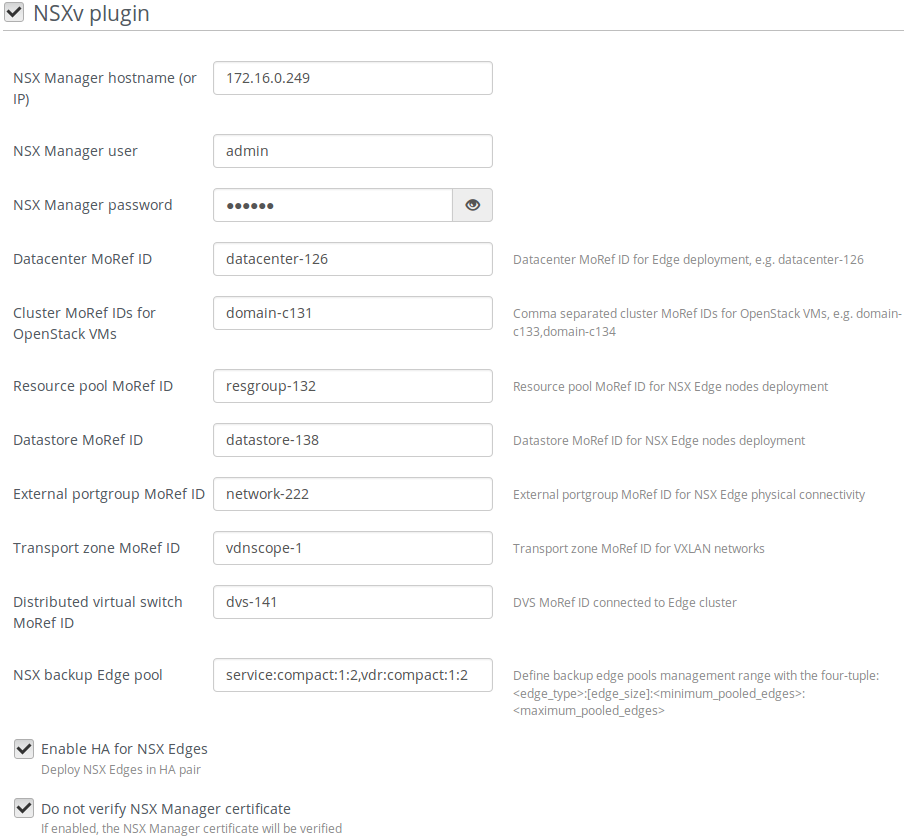 NSXv plugin
NSX Manager hostname (or
IP)
172.16.0.249
NSX Manager user
admin
NSX Manager password
••••••
Datacenter MoRef ID
datacenter-126
Datacenter MoRef ID for Edge deployment, e.g. datacenter-126
Cluster MoRef IDs for
OpenStack VMs
domain-c131
Comma separated cluster MoRef IDs for OpenStack VMs, e.g. domain-
c133,domain-c134
Resource pool MoRef ID
resgroup-132
Resource pool MoRef ID for NSX Edge nodes deployment
Datastore MoRef ID
datastore-138
Datastore MoRef ID for NSX Edge nodes deployment
External portgroup MoRef ID
network-222
External portgroup MoRef ID for NSX Edge physical connectivity
Transport zone MoRef ID
vdnscope-1
Transport zone MoRef ID for VXLAN networks
Distributed virtual switch
MoRef ID
dvs-141
DVS MoRef ID connected to Edge cluster
NSX backup Edge pool
service:compact:1:2,vdr:compact:1:2
Define backup edge pools management range with the four-tuple:
<edge_type>:[edge_size]:<minimum_pooled_edges>:
<maximum_pooled_edges>
Enable HA for NSX Edges
Deploy NSX Edges in HA pair
Do not verify NSX Manager certificate
If enabled, the NSX Manager certificate will be verified